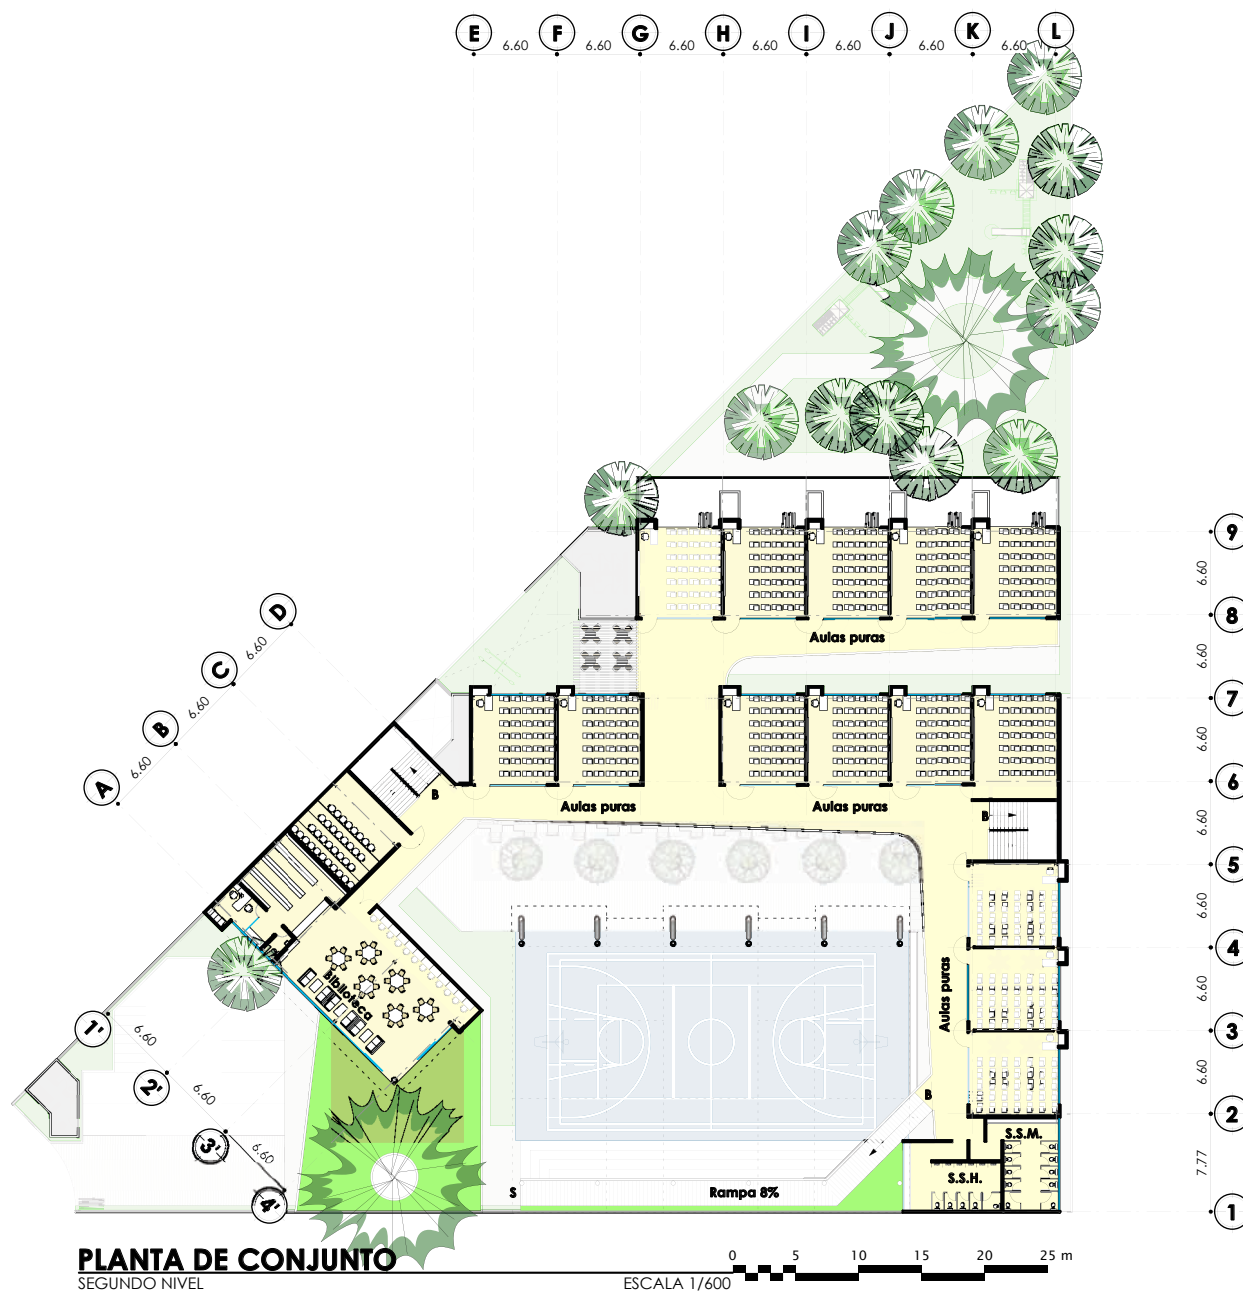 E F G H I J K L
6.60 6.60 6.60 6.60 6.60 6.60 6.60
9
6.60
8
Aulas puras
6.60
7
6.60
6
D
6.60
C
6.60
B
6.60
A
B
Aulas puras
Aulas puras
B
6.60
5
6.60
4
Aulas puras
6.60
3
6.60
2
Biblioteca
1'
6.60
2'
6.60
3'
6.60
4'
B
S.S.M.
S.S.H.
7.77
S
Rampa 8%
1
PLANTA DE CONJUNTO
SEGUNDO NIVEL
ESCALA 1/600
0 5 10 15 20 25 m